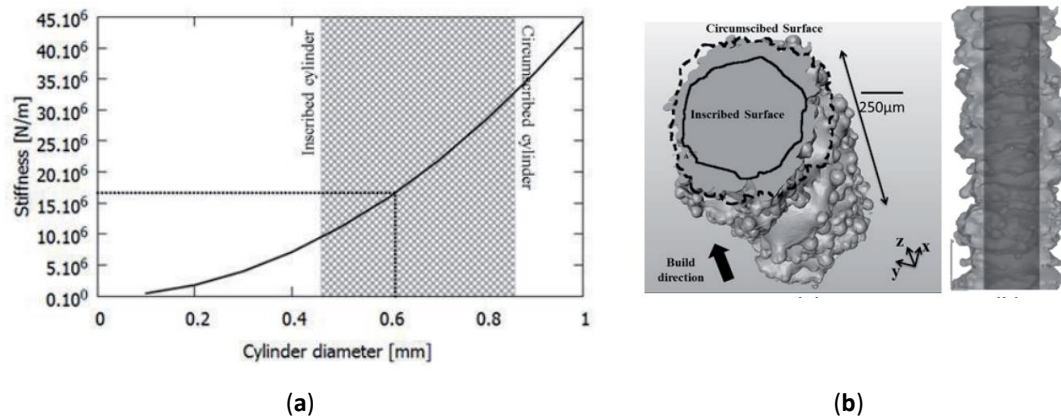 45.10⁶
40.10⁶
35.10⁶
30.10⁶
25.10⁶
20.10⁶
15.10⁶
10.10⁶
5.10⁶
0.10⁰
Stiffness [N/m]
Inscribed cylinder
Circumscribed cylinder
0 0.2 0.4 0.6 0.8 1
Cylinder diameter [mm]
(a)
Circumscibed Surface
250µm
Inscribed Surface
Build
direction
z x
y
(b)